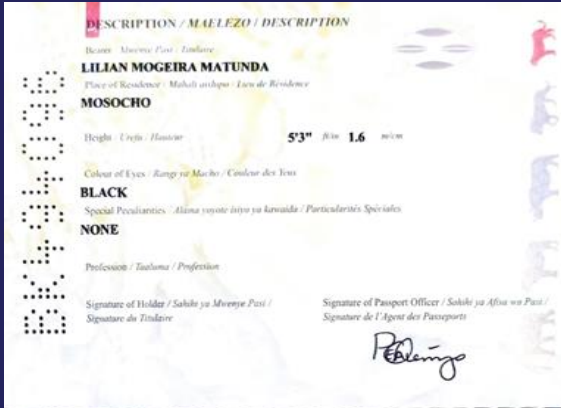 DESCRIPTION / MAELEZO / DESCRIPTION
Bearer / Mwenye Pasi / Titulaire
LILIAN MOGEIRA MATUNDA
Place of Residence / Mahali aishipo / Lieu de Résidence
MOSOCHO
Height / Urefu / Hauteur 5'3" ft/in 1.6 m/cm
Colour of Eyes / Rangi ya Macho / Couleur des Yeux
BLACK
Special Peculiarities / Alama yoyote isiyo ya kawaida / Particularités Spéciales
NONE
Profession / Taaluma / Profession
Signature of Holder / Sahihi ya Mwenye Pasi /
Signature du Titulaire
Signature of Passport Officer / Sahihi ya Afisa wa Pasi /
Signature de l'Agent des Passeports